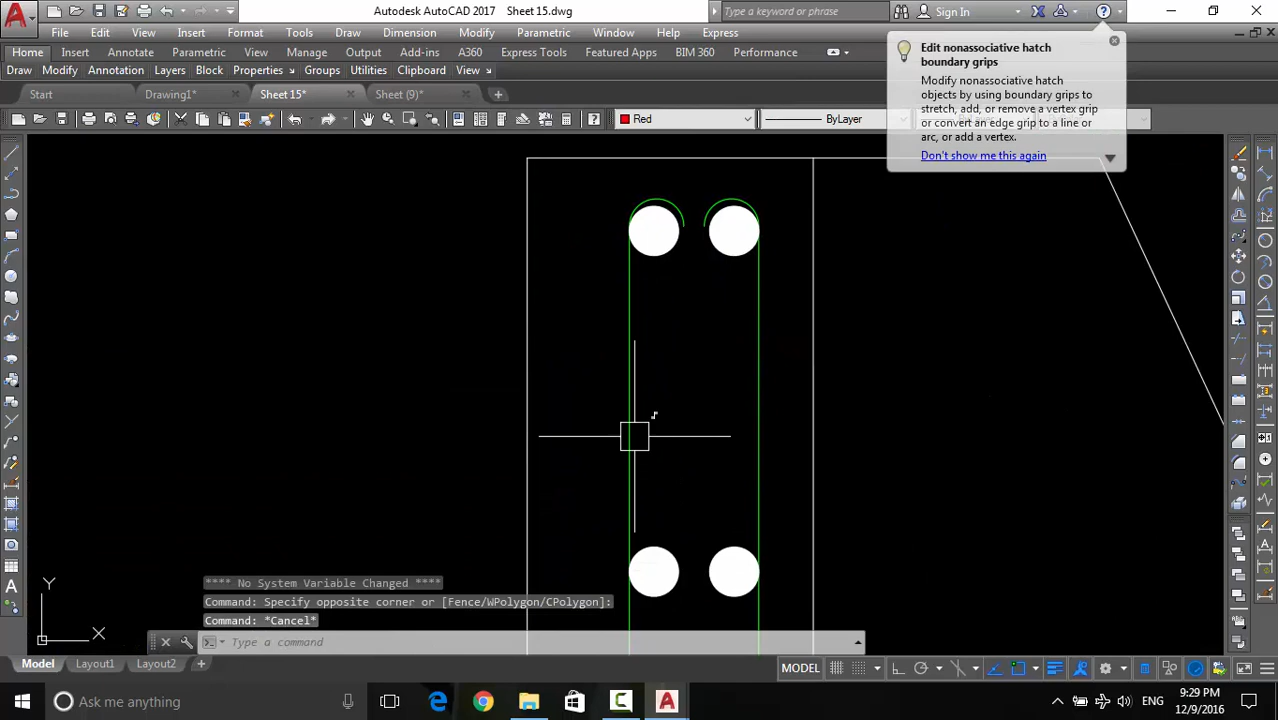 Autodesk AutoCAD 2017 Sheet 15.dwg
Type a keyword or phrase
Sign In
File Edit View Insert Format Tools Draw Dimension Modify Parametric Window Help Express
Home Insert Annotate Parametric View Manage Output Add-ins A360 Express Tools Featured Apps BIM 360 Performance
Draw Modify Annotation Layers Block Properties Groups Utilities Clipboard View
Start Drawing1* Sheet 15* Sheet (9)*
Red ByLayer
Edit nonassociative hatch
boundary grips
Modify nonassociative hatch
objects by using boundary grips to
stretch, add, or remove a vertex grip
or convert an edge grip to a line or
arc, or add a vertex.
Don't show me this again
Y
X
**** No System Variable Changed ****
Command: Specify opposite corner or [Fence/WPolygon/CPolygon]:
Command: *Cancel*
Type a command
Model Layout1 Layout2
MODEL
Ask me anything
ENG
9:29 PM
12/9/2016